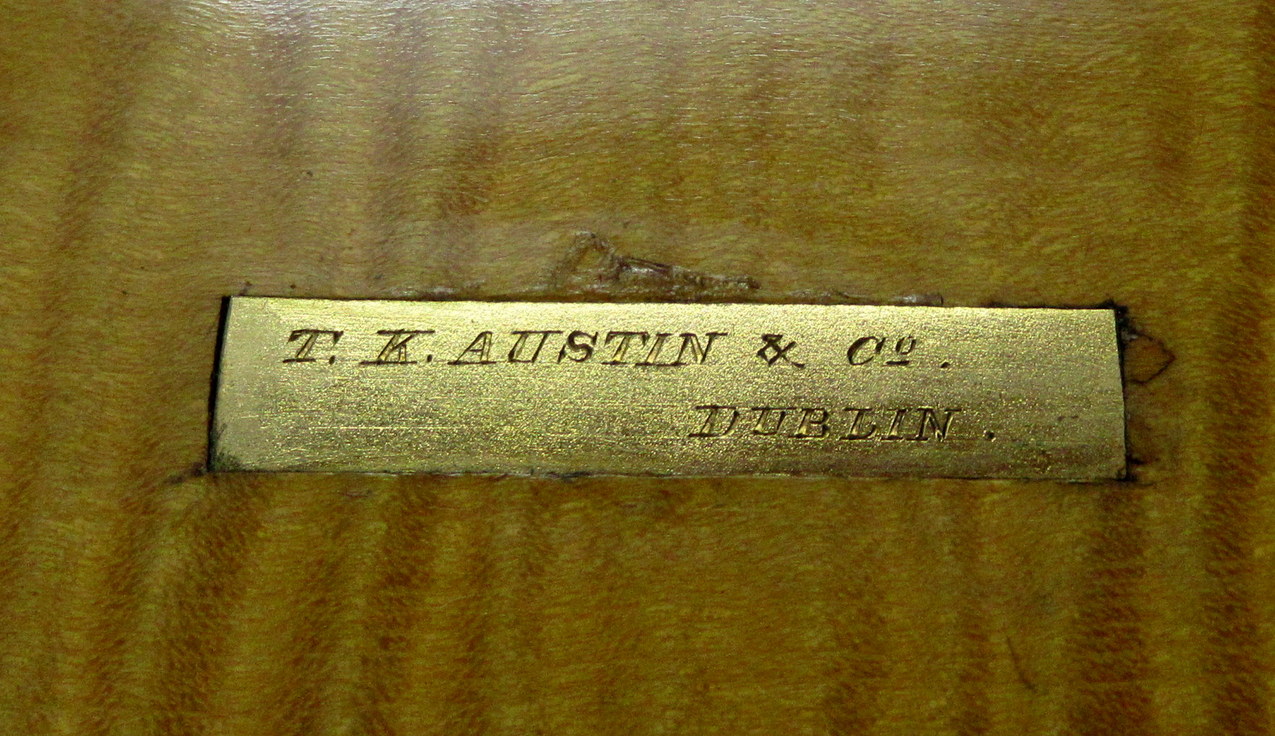 T. K. AUSTIN & Cº.
DUBLIN.